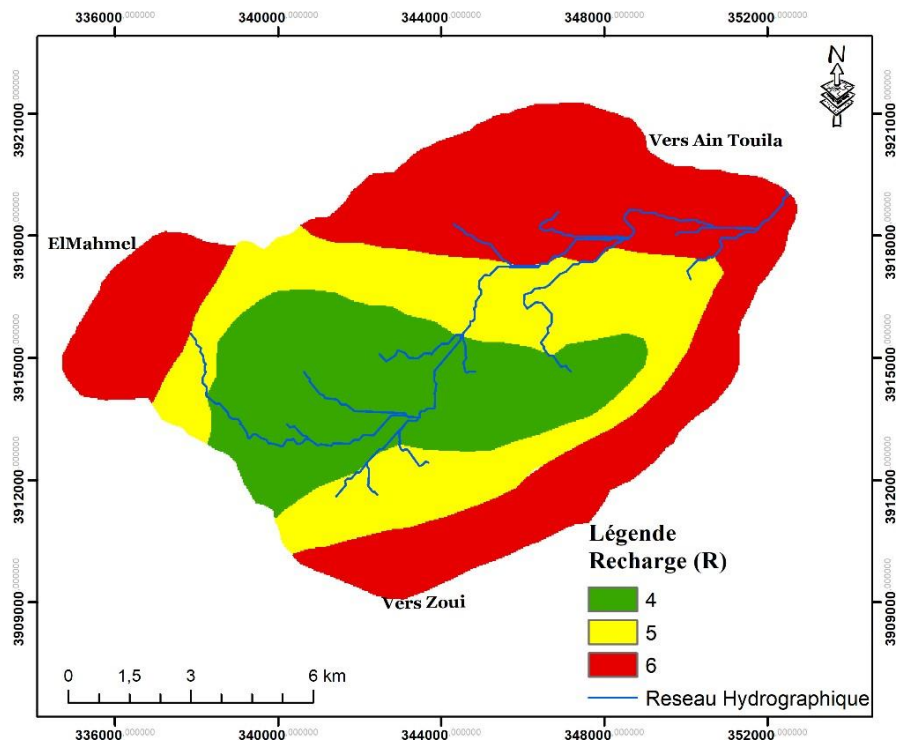 336000.000000 340000.000000 344000.000000 348000.000000 352000.000000
N
3921000.000000 3921000.000000
Vers Ain Touila
ElMahmel
3918000.000000 3918000.000000
3915000.000000 3915000.000000
3912000.000000 3912000.000000
Légende
Recharge (R)
4
5
6
Reseau Hydrographique
Vers Zoui
3909000.000000 3909000.000000
0 1,5 3 6 km
336000.000000 340000.000000 344000.000000 348000.000000 352000.000000